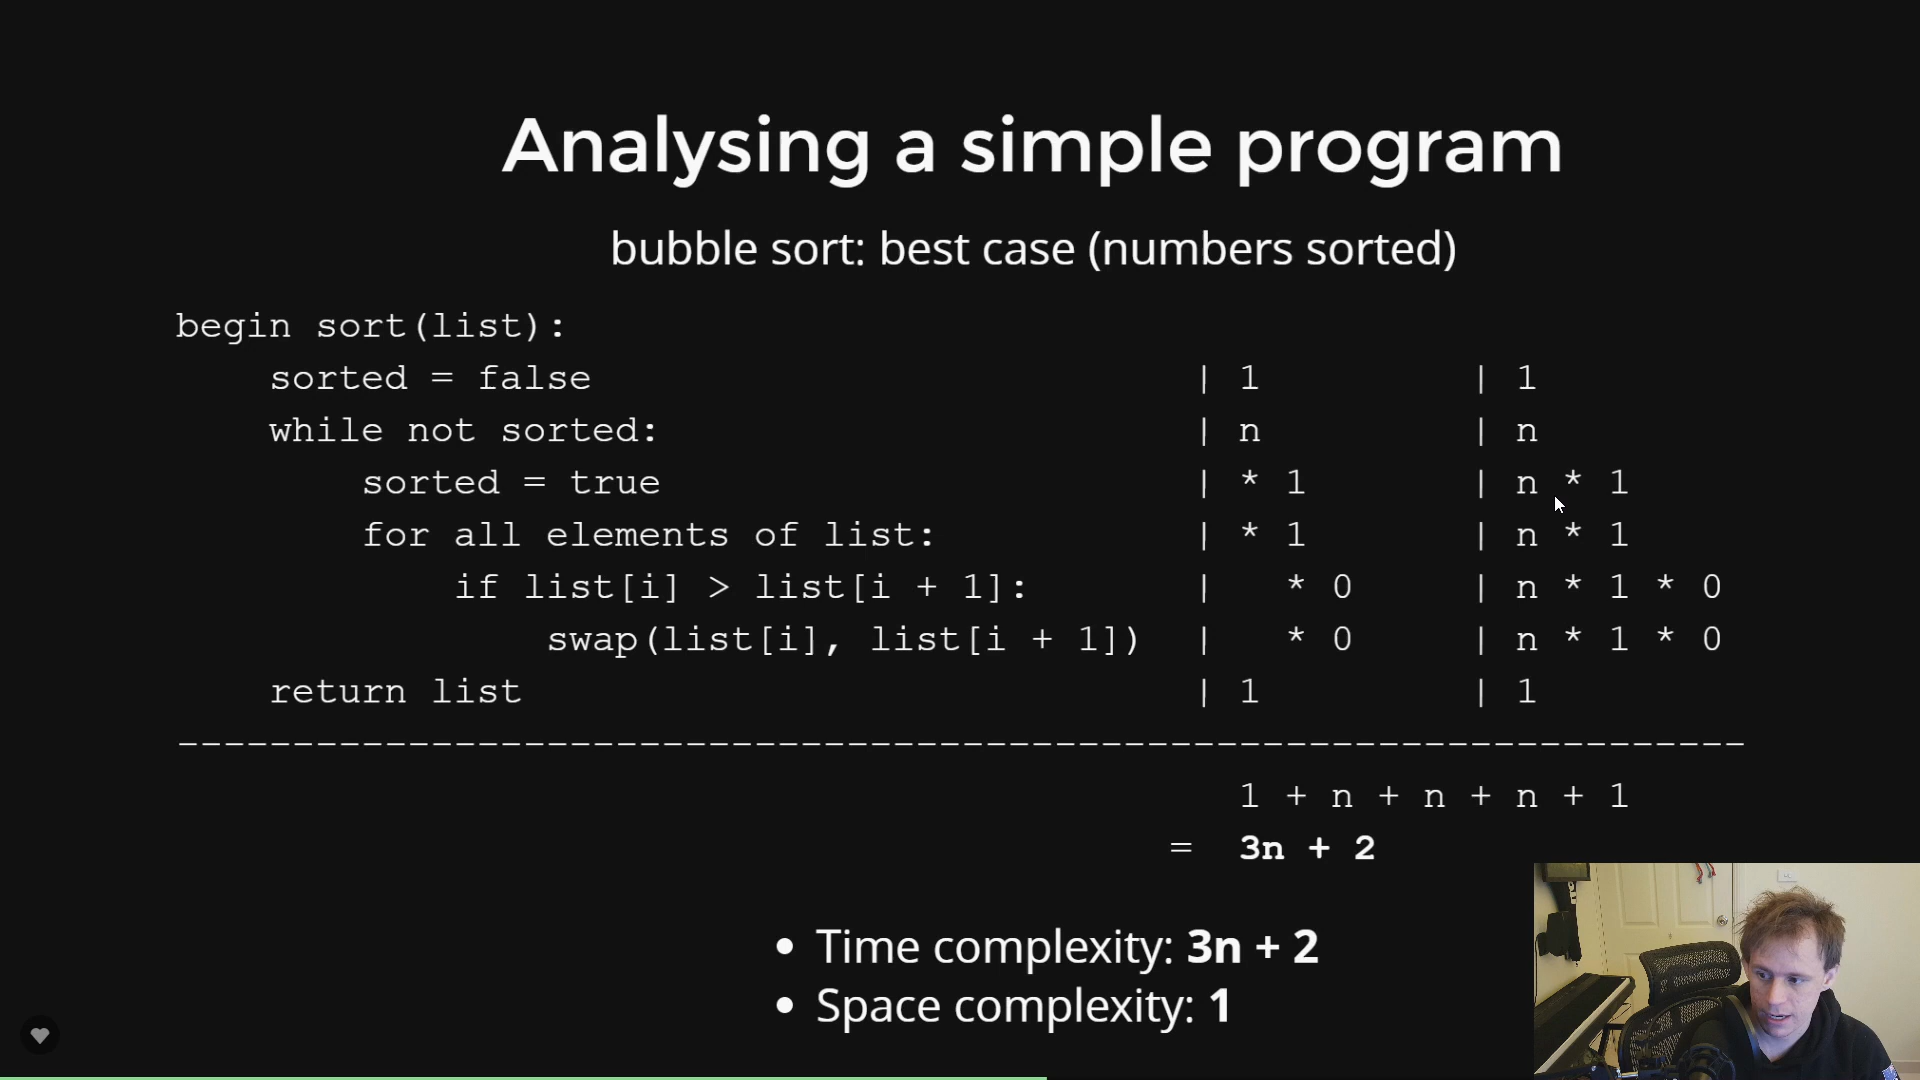 Analysing a simple program
bubble sort: best case (numbers sorted)
begin sort(list):
sorted = false | 1 | 1
while not sorted: | n | n
sorted = true | * 1 | n * 1
for all elements of list: | * 1 | n * 1
if list[i] > list[i + 1]: | * 0 | n * 1 * 0
swap(list[i], list[i + 1]) | * 0 | n * 1 * 0
return list | 1 | 1
--------------------------------------------------------------------
1 + n + n + n + 1
= 3n + 2
• Time complexity: 3n + 2
• Space complexity: 1